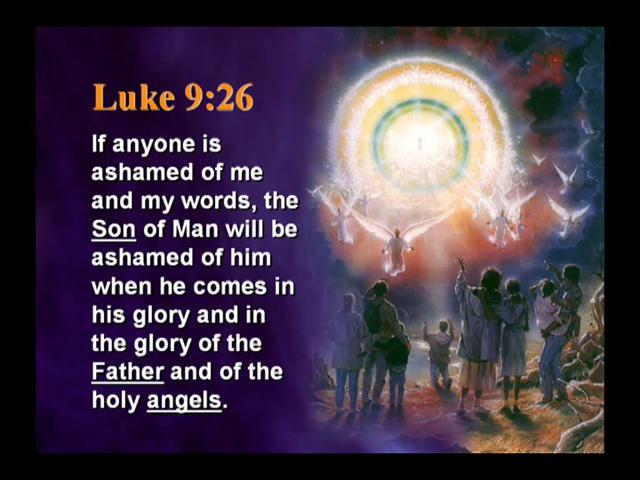 Luke 9:26
If anyone is
ashamed of me
and my words, the
Son of Man will be
ashamed of him
when he comes in
his glory and in
the glory of the
Father and of the
holy angels.